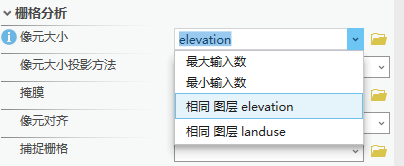 栅格分析
像元大小 elevation
最大输入数
像元大小投影方法
最小输入数
掩膜
相同 图层 elevation
像元对齐
相同 图层 landuse
捕捉栅格